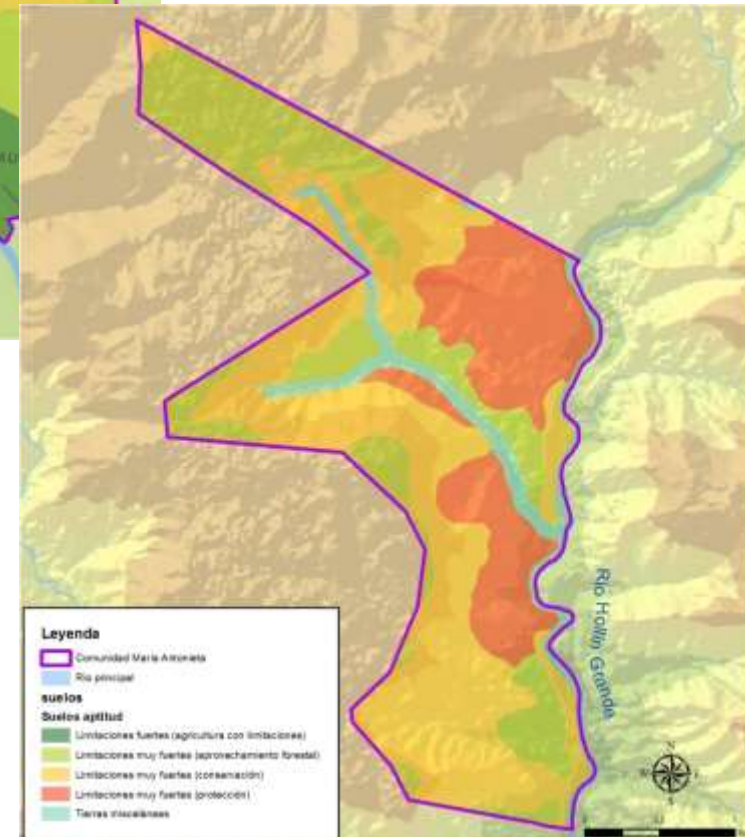 Río Hollín Grande
Leyenda
Comunidad María Antonieta
Río principal
suelos
Suelos aptitud
Limitaciones fuertes (agricultura con limitaciones)
Limitaciones muy fuertes (aprovechamiento forestal)
Limitaciones muy fuertes (conservación)
Limitaciones muy fuertes (protección)
Tierras misceláneas
N
S